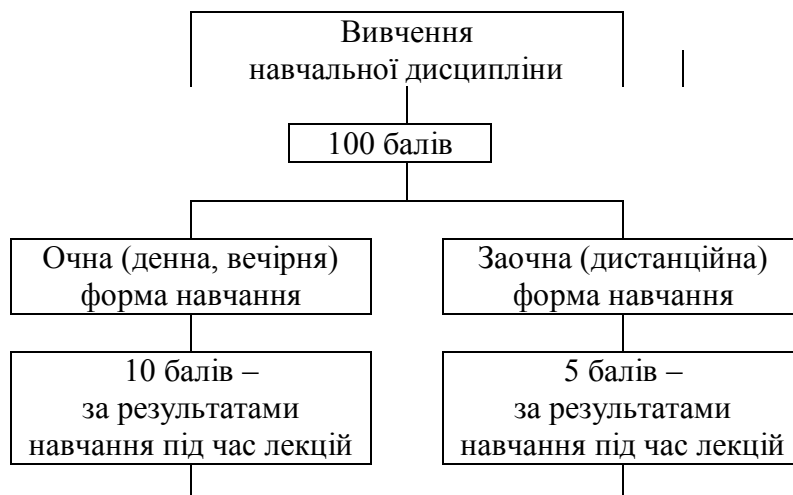 Вивчення
навчальної дисципліни
100 балів
Очна (денна, вечірня)
форма навчання
Заочна (дистанційна)
форма навчання
10 балів –
за результатами
навчання під час лекцій
5 балів –
за результатами
навчання під час лекцій